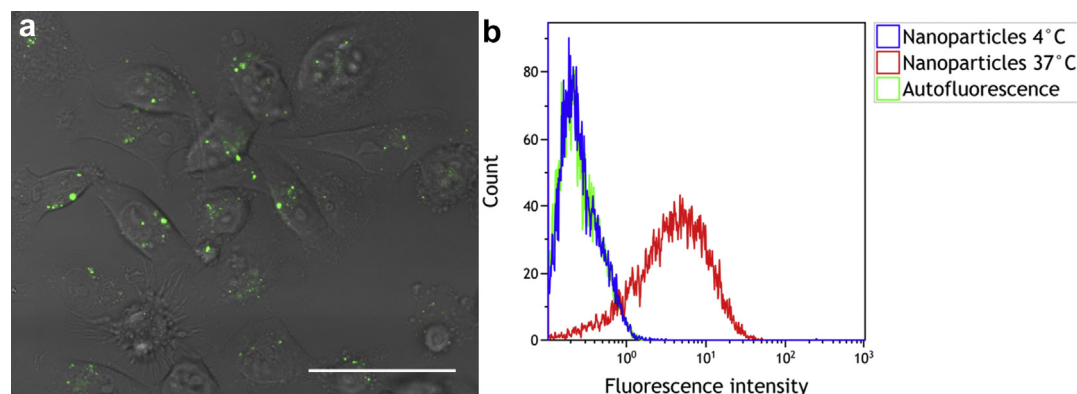 a
b
Nanoparticles 4°C
Nanoparticles 37°C
Autofluorescence
80
60
40
20
0
Count
10⁰ 10¹ 10² 10³
Fluorescence intensity